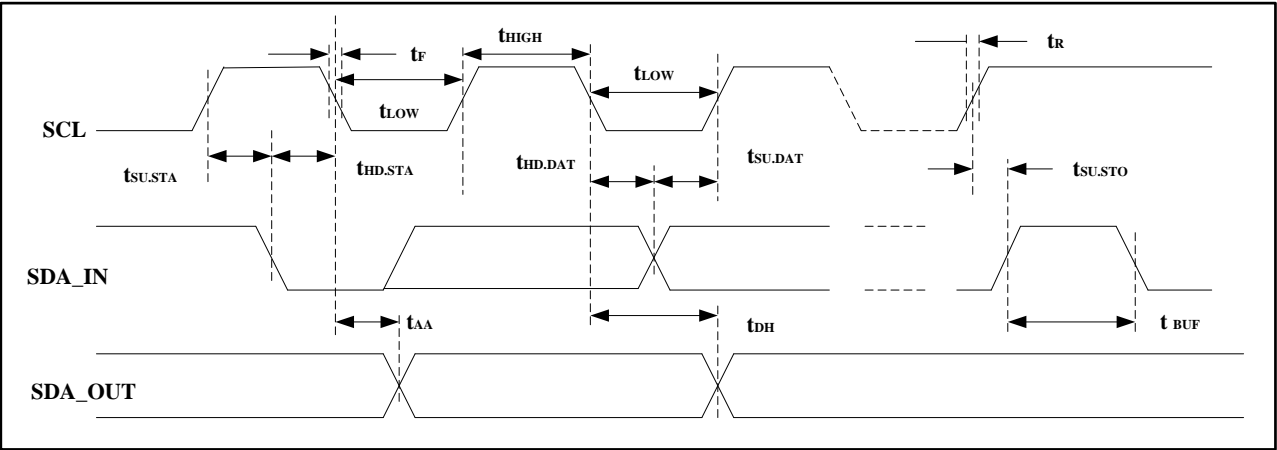 tF
tHIGH
tR
tLOW
tLOW
SCL
tSU.STA
tHD.STA
tHD.DAT
tSU.DAT
tSU.STO
SDA_IN
tAA
tDH
t BUF
SDA_OUT